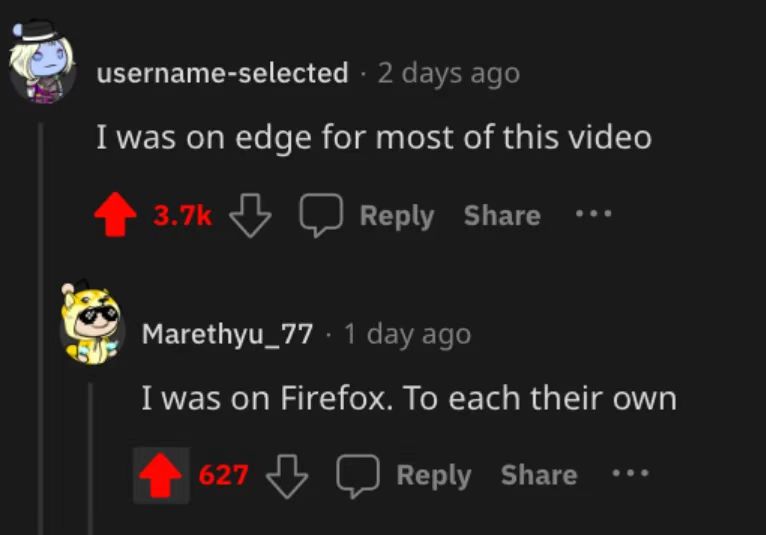 username-selected · 2 days ago
I was on edge for most of this video
3.7k Reply Share ...
Marethyu_77 · 1 day ago
I was on Firefox. To each their own
627 Reply Share ...